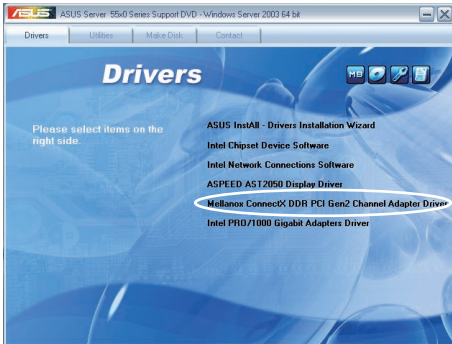 ASUS ASUS Server 55x0 Series Support DVD - Windows Server 2003 64 bit
Drivers Utilities Make Disk Contact
Drivers
MB
Please select items on the
right side.
ASUS InstAll - Drivers Installation Wizard
Intel Chipset Device Software
Intel Network Connections Software
ASPEED AST2050 Display Driver
Mellanox ConnectX DDR PCI Gen2 Channel Adapter Driver
Intel PRO/1000 Gigabit Adapters Driver